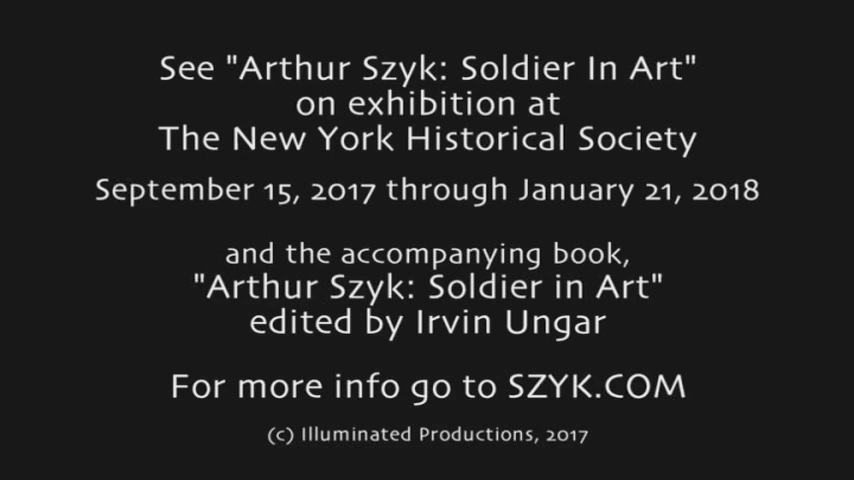 See "Arthur Szyk: Soldier In Art"
on exhibition at
The New York Historical Society
September 15, 2017 through January 21, 2018
and the accompanying book,
"Arthur Szyk: Soldier in Art"
edited by Irvin Ungar
For more info go to SZYK.COM
(c) Illuminated Productions, 2017